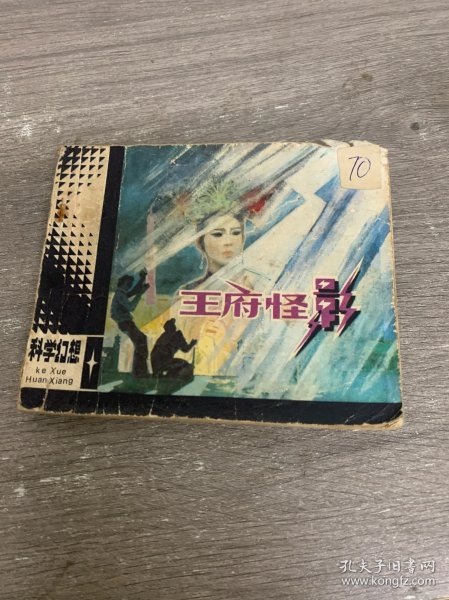 70
王府怪影
科学幻想
ke Xue
Huan Xiang
孔夫子旧书网
www.kongfz.com